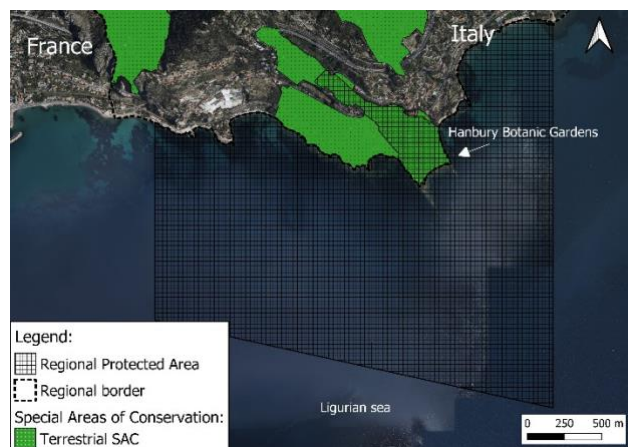 France
Italy
Hanbury Botanic Gardens
Legend:
Regional Protected Area
Regional border
Special Areas of Conservation:
Terrestrial SAC
Ligurian sea
0 250 500 m